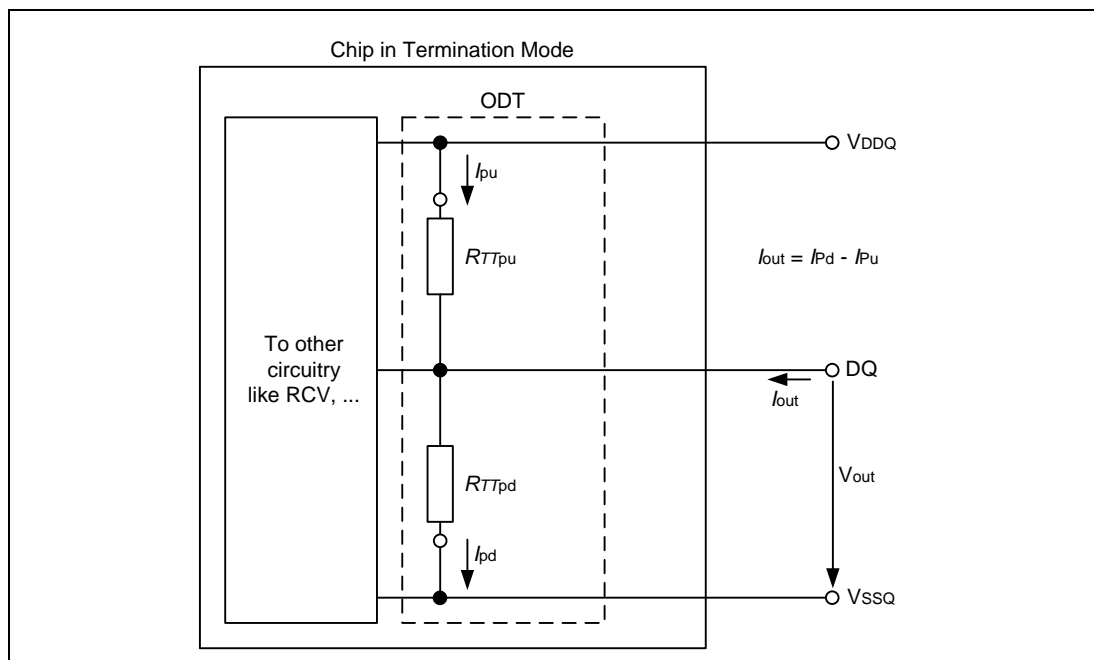 Chip in Termination Mode
ODT
VDDQ
Ipu
RTTpu
Iout = IPd - IPu
To other
circuitry
like RCV, ...
DQ
Iout
RTTpd
Vout
Ipd
VSSQ